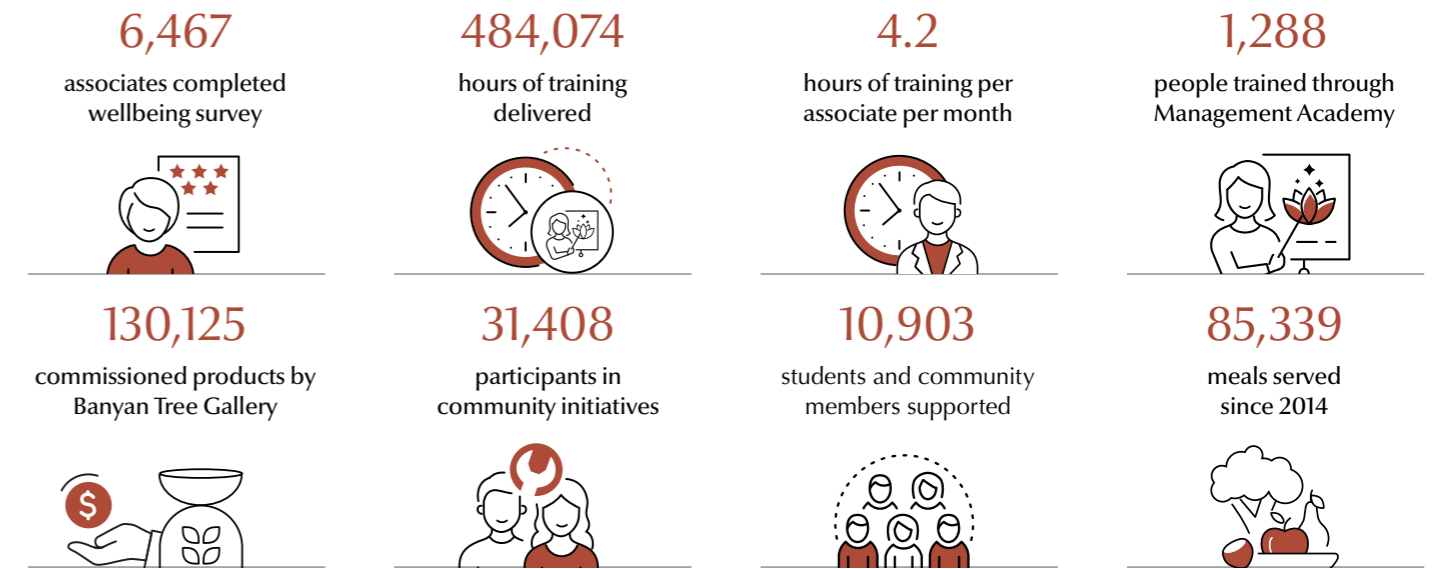 6,467
associates completed
wellbeing survey
484,074
hours of training
delivered
4.2
hours of training per
associate per month
1,288
people trained through
Management Academy
130,125
commissioned products by
Banyan Tree Gallery
$
31,408
participants in
community initiatives
10,903
students and community
members supported
85,339
meals served
since 2014